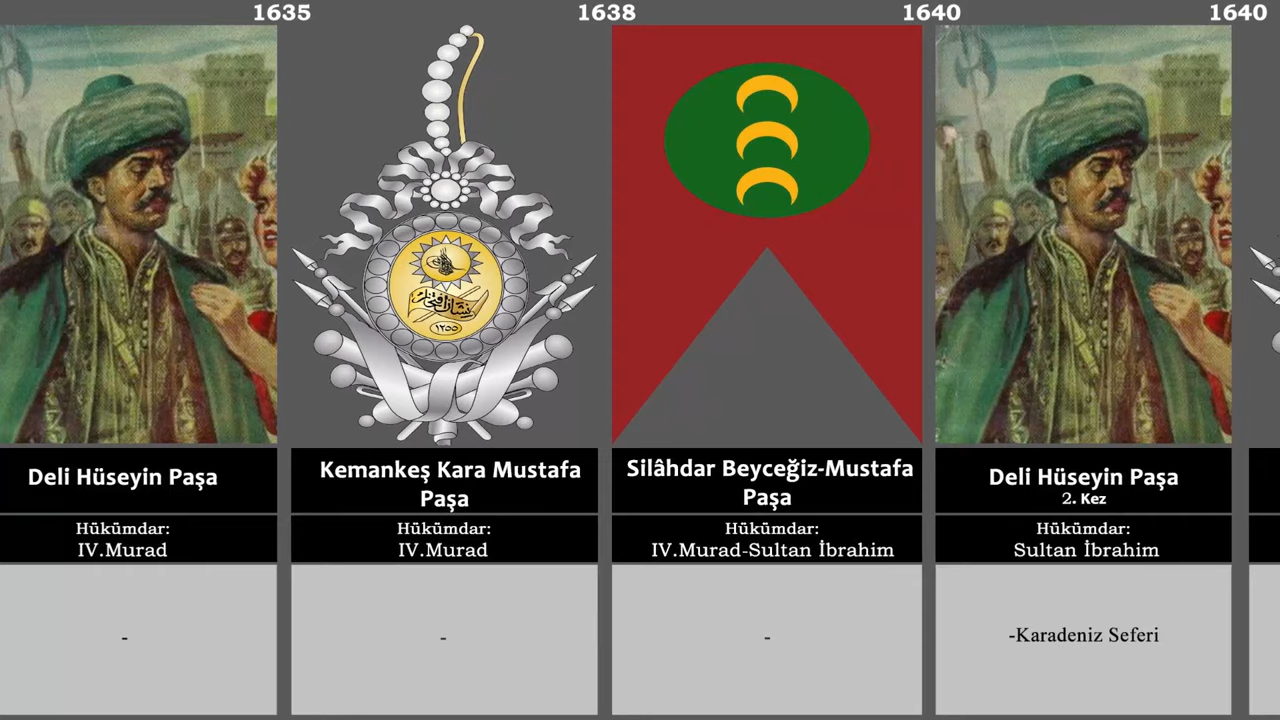 1635
1638
1640
1640
Deli Hüseyin Paşa
Hükümdar:
IV.Murad
-
Kemankeş Kara Mustafa
Paşa
Hükümdar:
IV.Murad
-
Silâhdar Beyceğiz-Mustafa
Paşa
Hükümdar:
IV.Murad-Sultan İbrahim
-
Deli Hüseyin Paşa
2. Kez
Hükümdar:
Sultan İbrahim
-Karadeniz Seferi
١٢٥٥